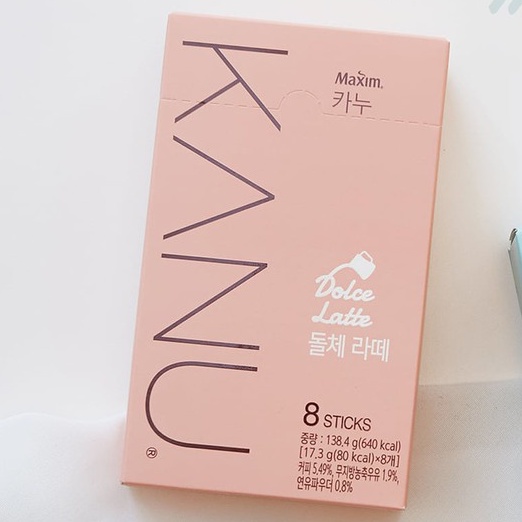 KANU®
Maxim®
카누
Dolce
Latte
돌체 라떼
8 STICKS
중량 : 138.4 g(640 kcal)
[17.3 g(80 kcal)×8개]
커피 5.49%, 무지방농축우유 1.9%,
연유파우더 0.8%